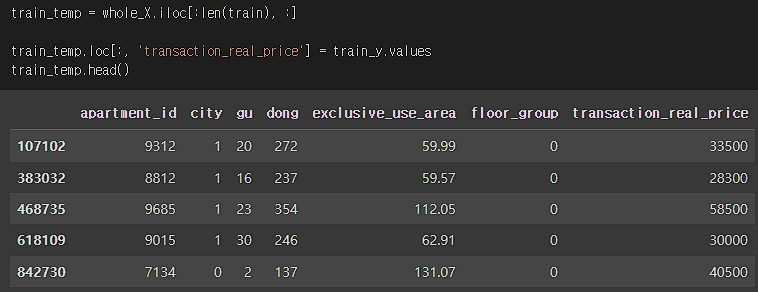 train_temp = whole_X.iloc[:len(train), :]
train_temp.loc[:, 'transaction_real_price'] = train_y.values
train_temp.head()
apartment_id city gu dong exclusive_use_area floor_group transaction_real_price
107102 9312 1 20 272 59.99 0 33500
383032 8812 1 16 237 59.57 0 28300
468735 9685 1 23 354 112.05 0 58500
618109 9015 1 30 246 62.91 0 30000
842730 7134 0 2 137 131.07 0 40500